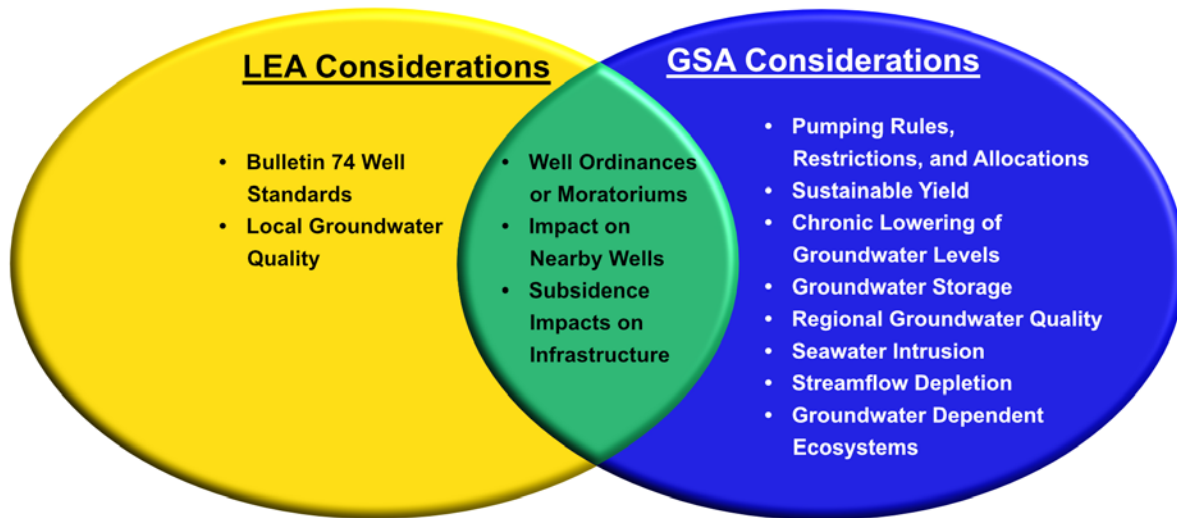 LEA Considerations
• Bulletin 74 Well
Standards
• Local Groundwater
Quality
• Well Ordinances
or Moratoriums
• Impact on
Nearby Wells
• Subsidence
Impacts on
Infrastructure
GSA Considerations
• Pumping Rules,
Restrictions, and Allocations
• Sustainable Yield
• Chronic Lowering of
Groundwater Levels
• Groundwater Storage
• Regional Groundwater Quality
• Seawater Intrusion
• Streamflow Depletion
• Groundwater Dependent
Ecosystems